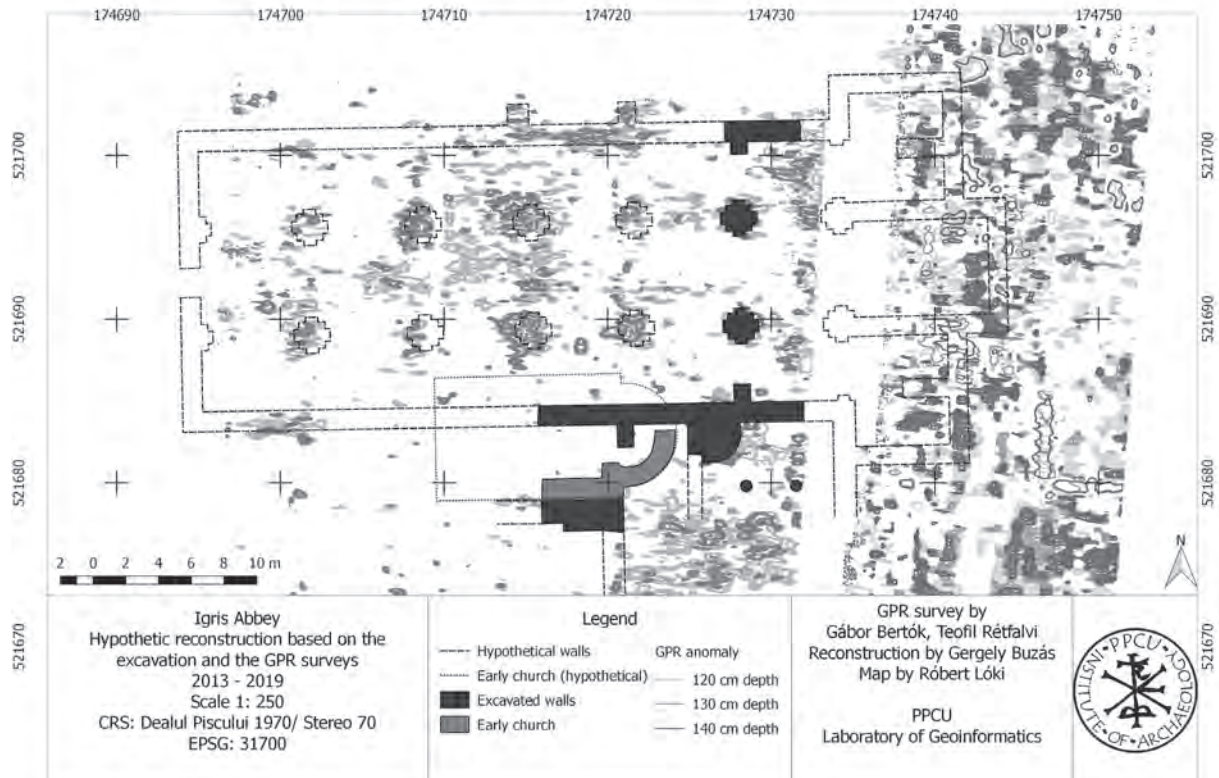 174690 174700 174710 174720 174730 174740 174750
521700 521700
521690 521690
521680 521680
521670 521670
2 0 2 4 6 8 10 m
N
Igris Abbey
Hypothetic reconstruction based on the
excavation and the GPR surveys
2013 - 2019
Scale 1: 250
CRS: Dealul Piscului 1970/ Stereo 70
EPSG: 31700
Legend
Hypothetical walls
Early church (hypothetical)
Excavated walls
Early church
GPR anomaly
120 cm depth
130 cm depth
140 cm depth
GPR survey by
Gábor Bertók, Teofil Rétfalvi
Reconstruction by Gergely Buzás
Map by Róbert Lóki
PPCU
Laboratory of Geoinformatics
PPCU • INSTITUTE • OF • ARCHAEOLOGY •